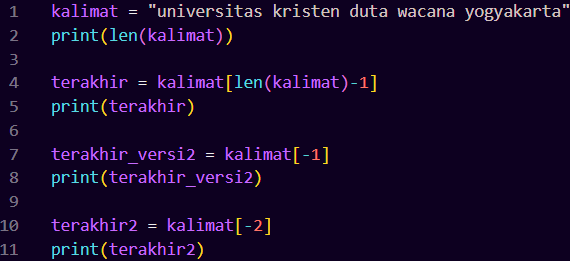 1 kalimat = "universitas kristen duta wacana yogyakarta"
2 print(len(kalimat))
3
4 terakhir = kalimat[len(kalimat)-1]
5 print(terakhir)
6
7 terakhir_versi2 = kalimat[-1]
8 print(terakhir_versi2)
9
10 terakhir2 = kalimat[-2]
11 print(terakhir2)